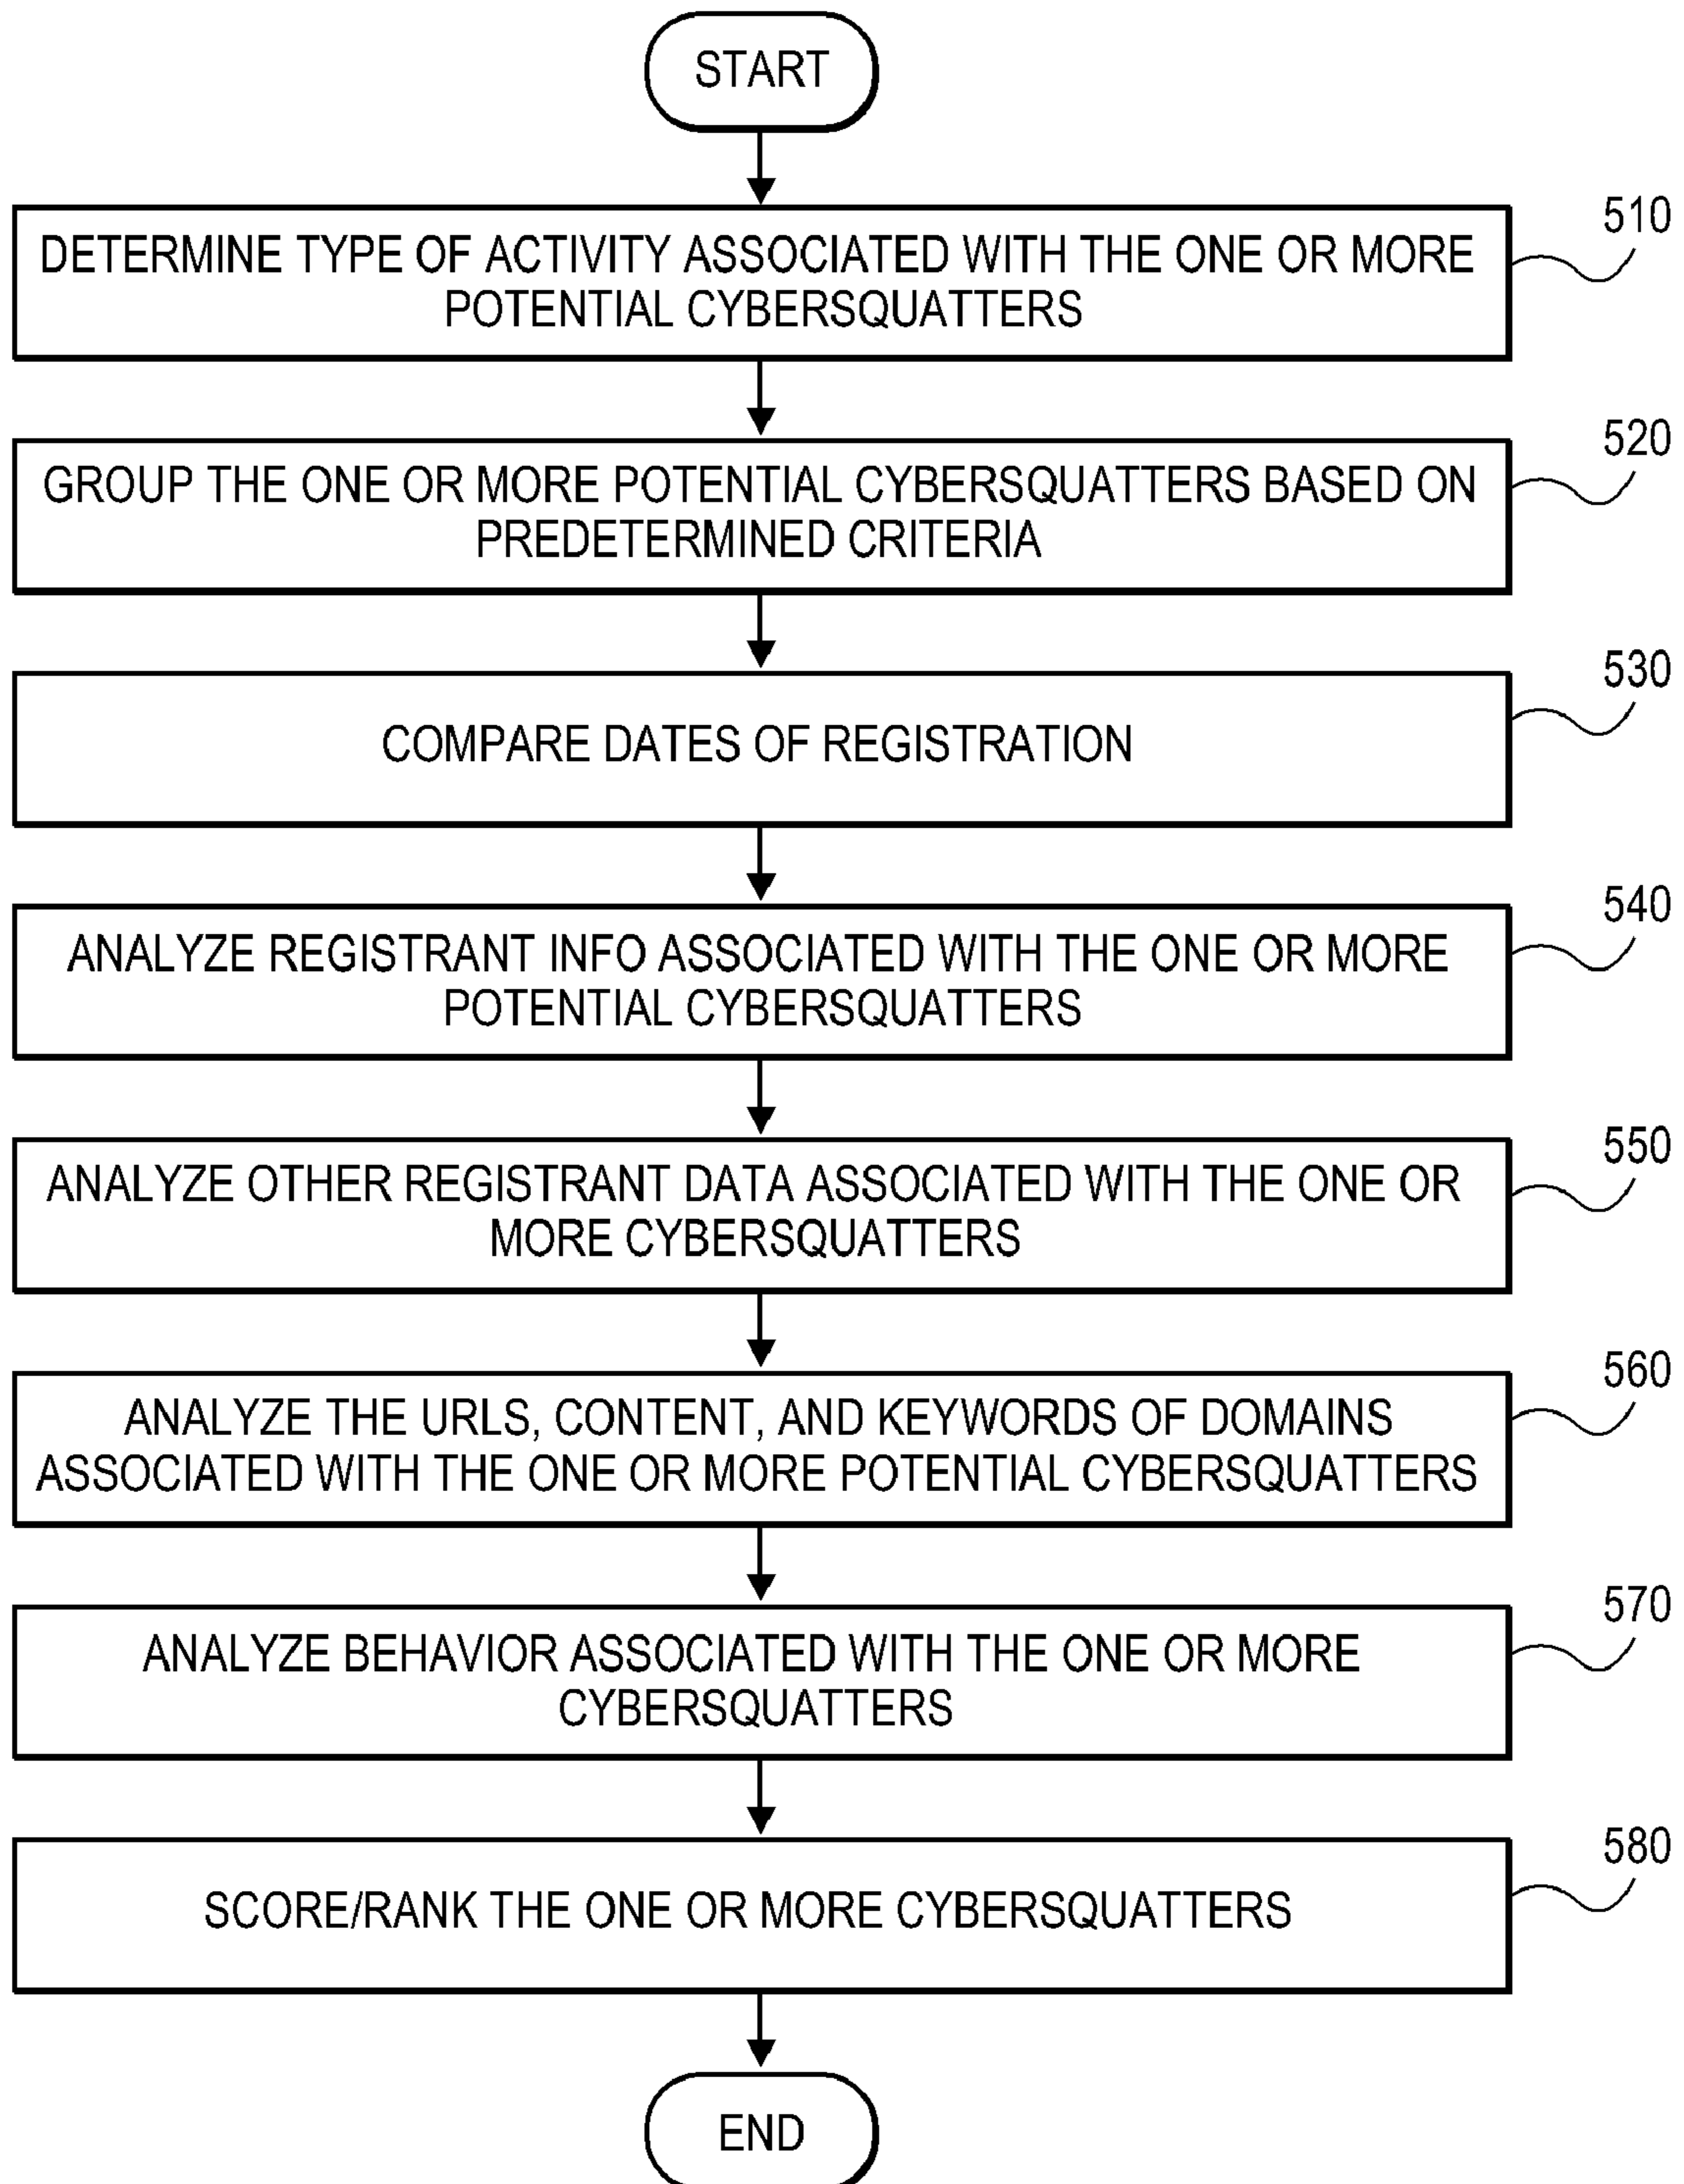 START
510
DETERMINE TYPE OF ACTIVITY ASSOCIATED WITH THE ONE OR MORE
POTENTIAL CYBERSQUATTERS
520
GROUP THE ONE OR MORE POTENTIAL CYBERSQUATTERS BASED ON
PREDETERMINED CRITERIA
530
COMPARE DATES OF REGISTRATION
540
ANALYZE REGISTRANT INFO ASSOCIATED WITH THE ONE OR MORE
POTENTIAL CYBERSQUATTERS
550
ANALYZE OTHER REGISTRANT DATA ASSOCIATED WITH THE ONE OR
MORE CYBERSQUATTERS
560
ANALYZE THE URLS, CONTENT, AND KEYWORDS OF DOMAINS
ASSOCIATED WITH THE ONE OR MORE POTENTIAL CYBERSQUATTERS
570
ANALYZE BEHAVIOR ASSOCIATED WITH THE ONE OR MORE
CYBERSQUATTERS
580
SCORE/RANK THE ONE OR MORE CYBERSQUATTERS
END